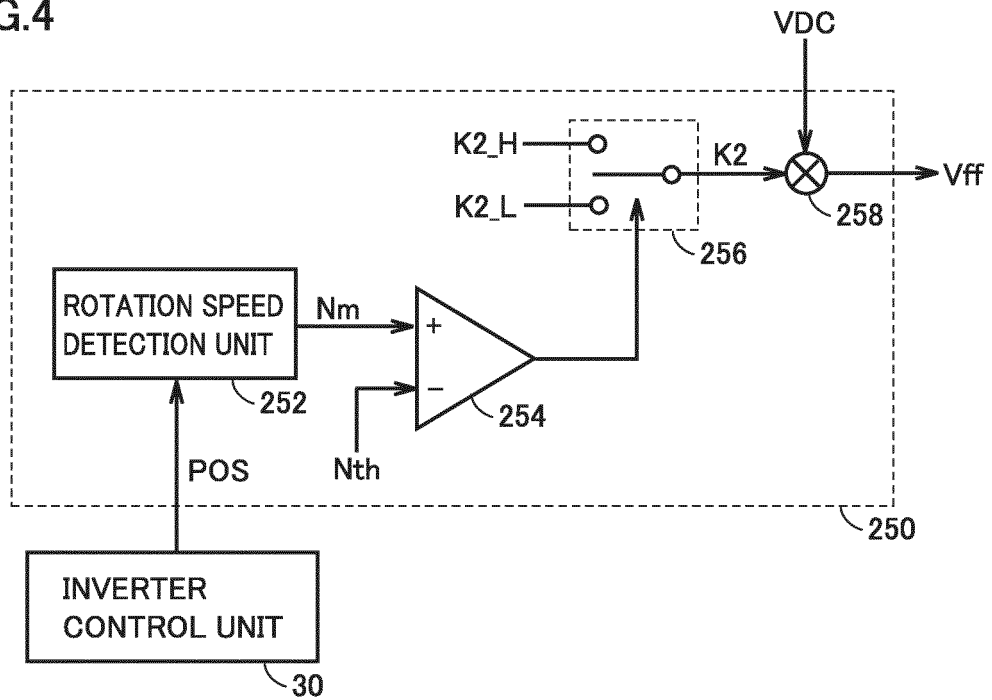 G.4
VDC
K2_H
K2
Vff
K2_L
258
256
ROTATION SPEED
DETECTION UNIT
Nm
+
−
252
254
Nth
POS
250
INVERTER
CONTROL UNIT
30